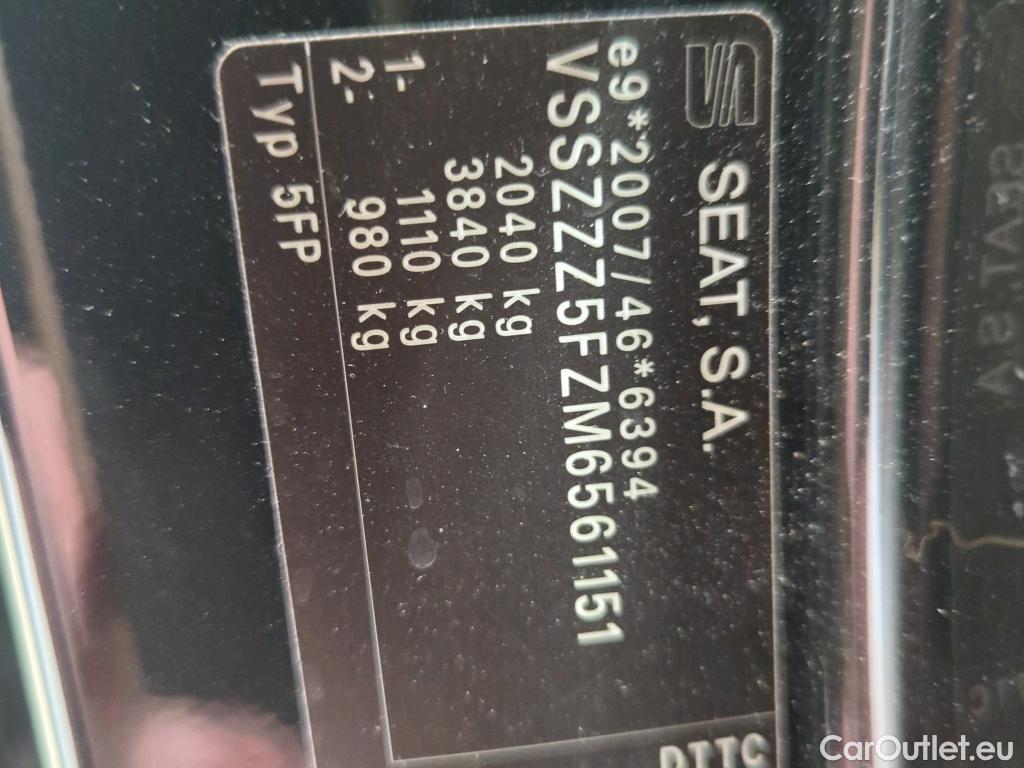 SEAT, S.A.
e9*2007/46*6394
VSSZZZ5FZM6561151
2040 kg
3840 kg
1- 1110 kg
2- 980 kg
Typ 5FP
DTTC
CarOutlet.eu